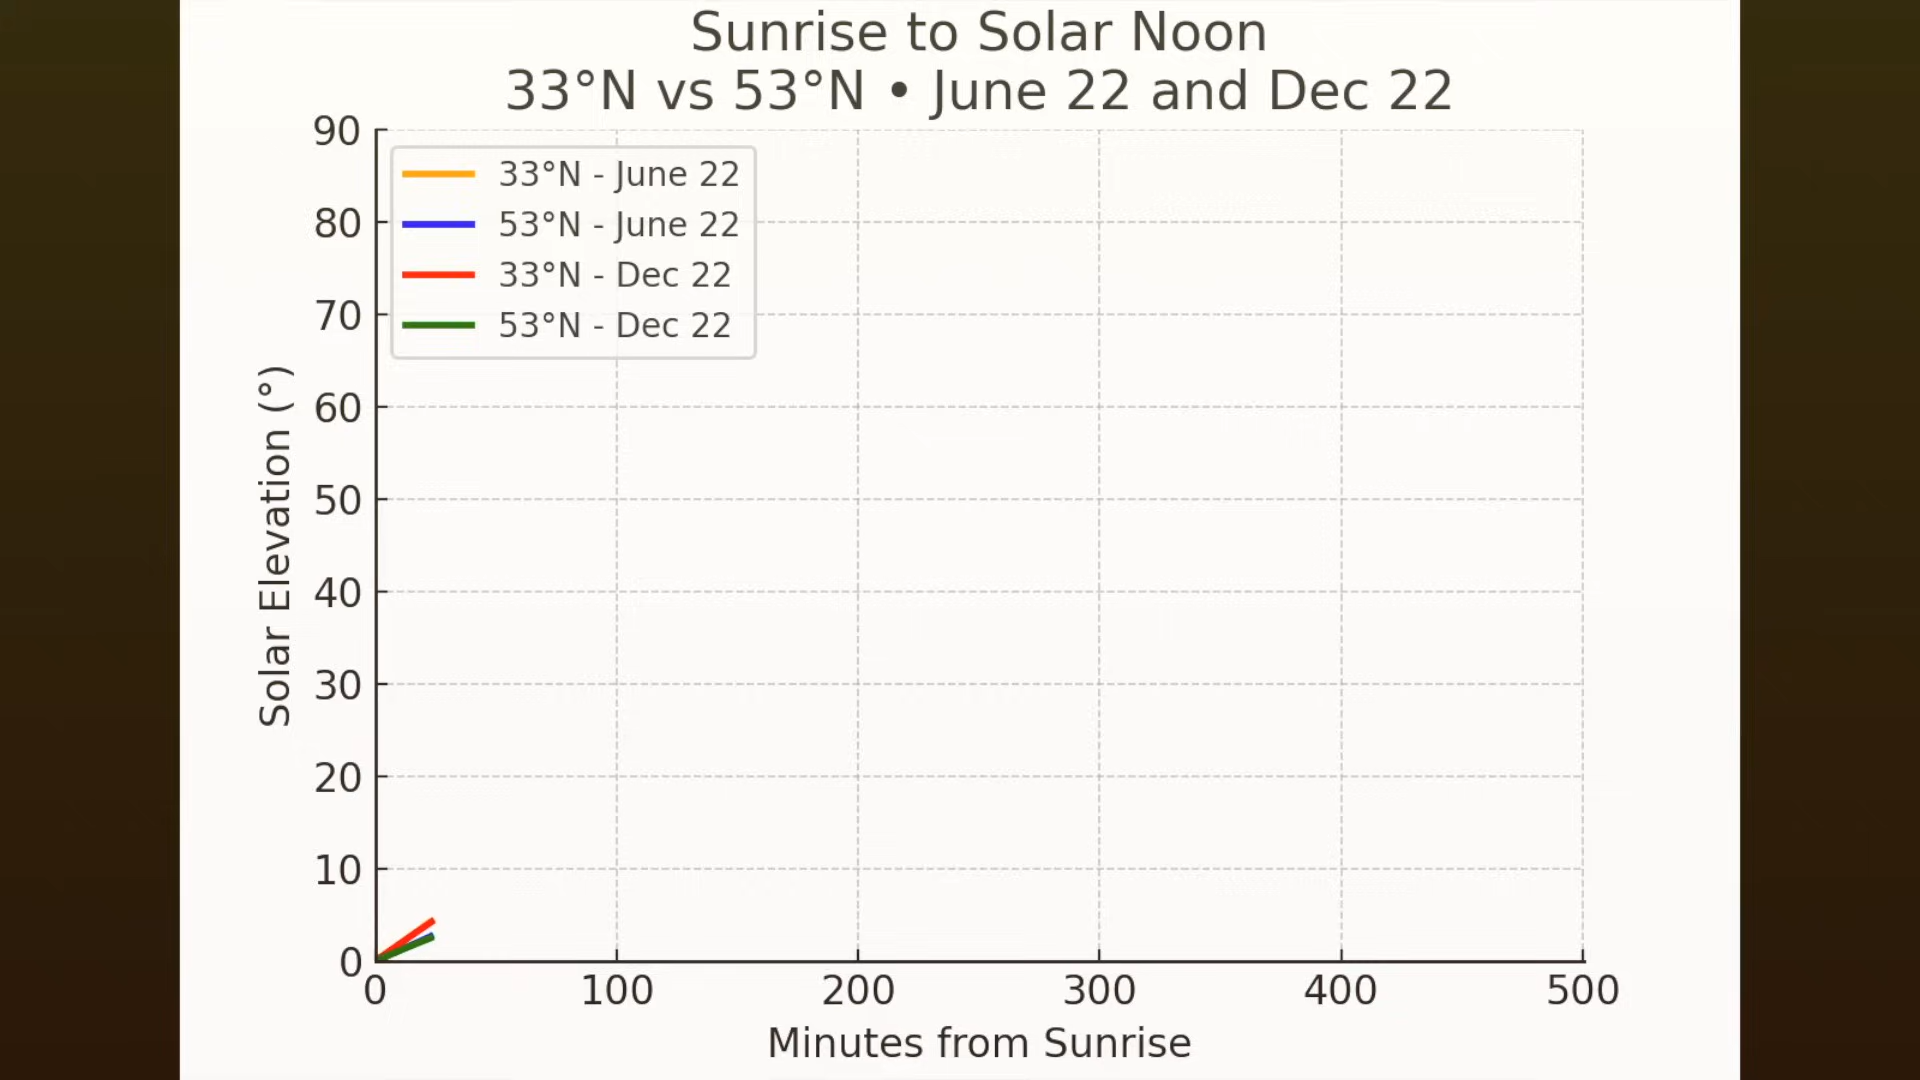 Sunrise to Solar Noon
33°N vs 53°N • June 22 and Dec 22
33°N - June 22
53°N - June 22
33°N - Dec 22
53°N - Dec 22
Solar Elevation (°)
90
80
70
60
50
40
30
20
10
0
0 100 200 300 400 500
Minutes from Sunrise